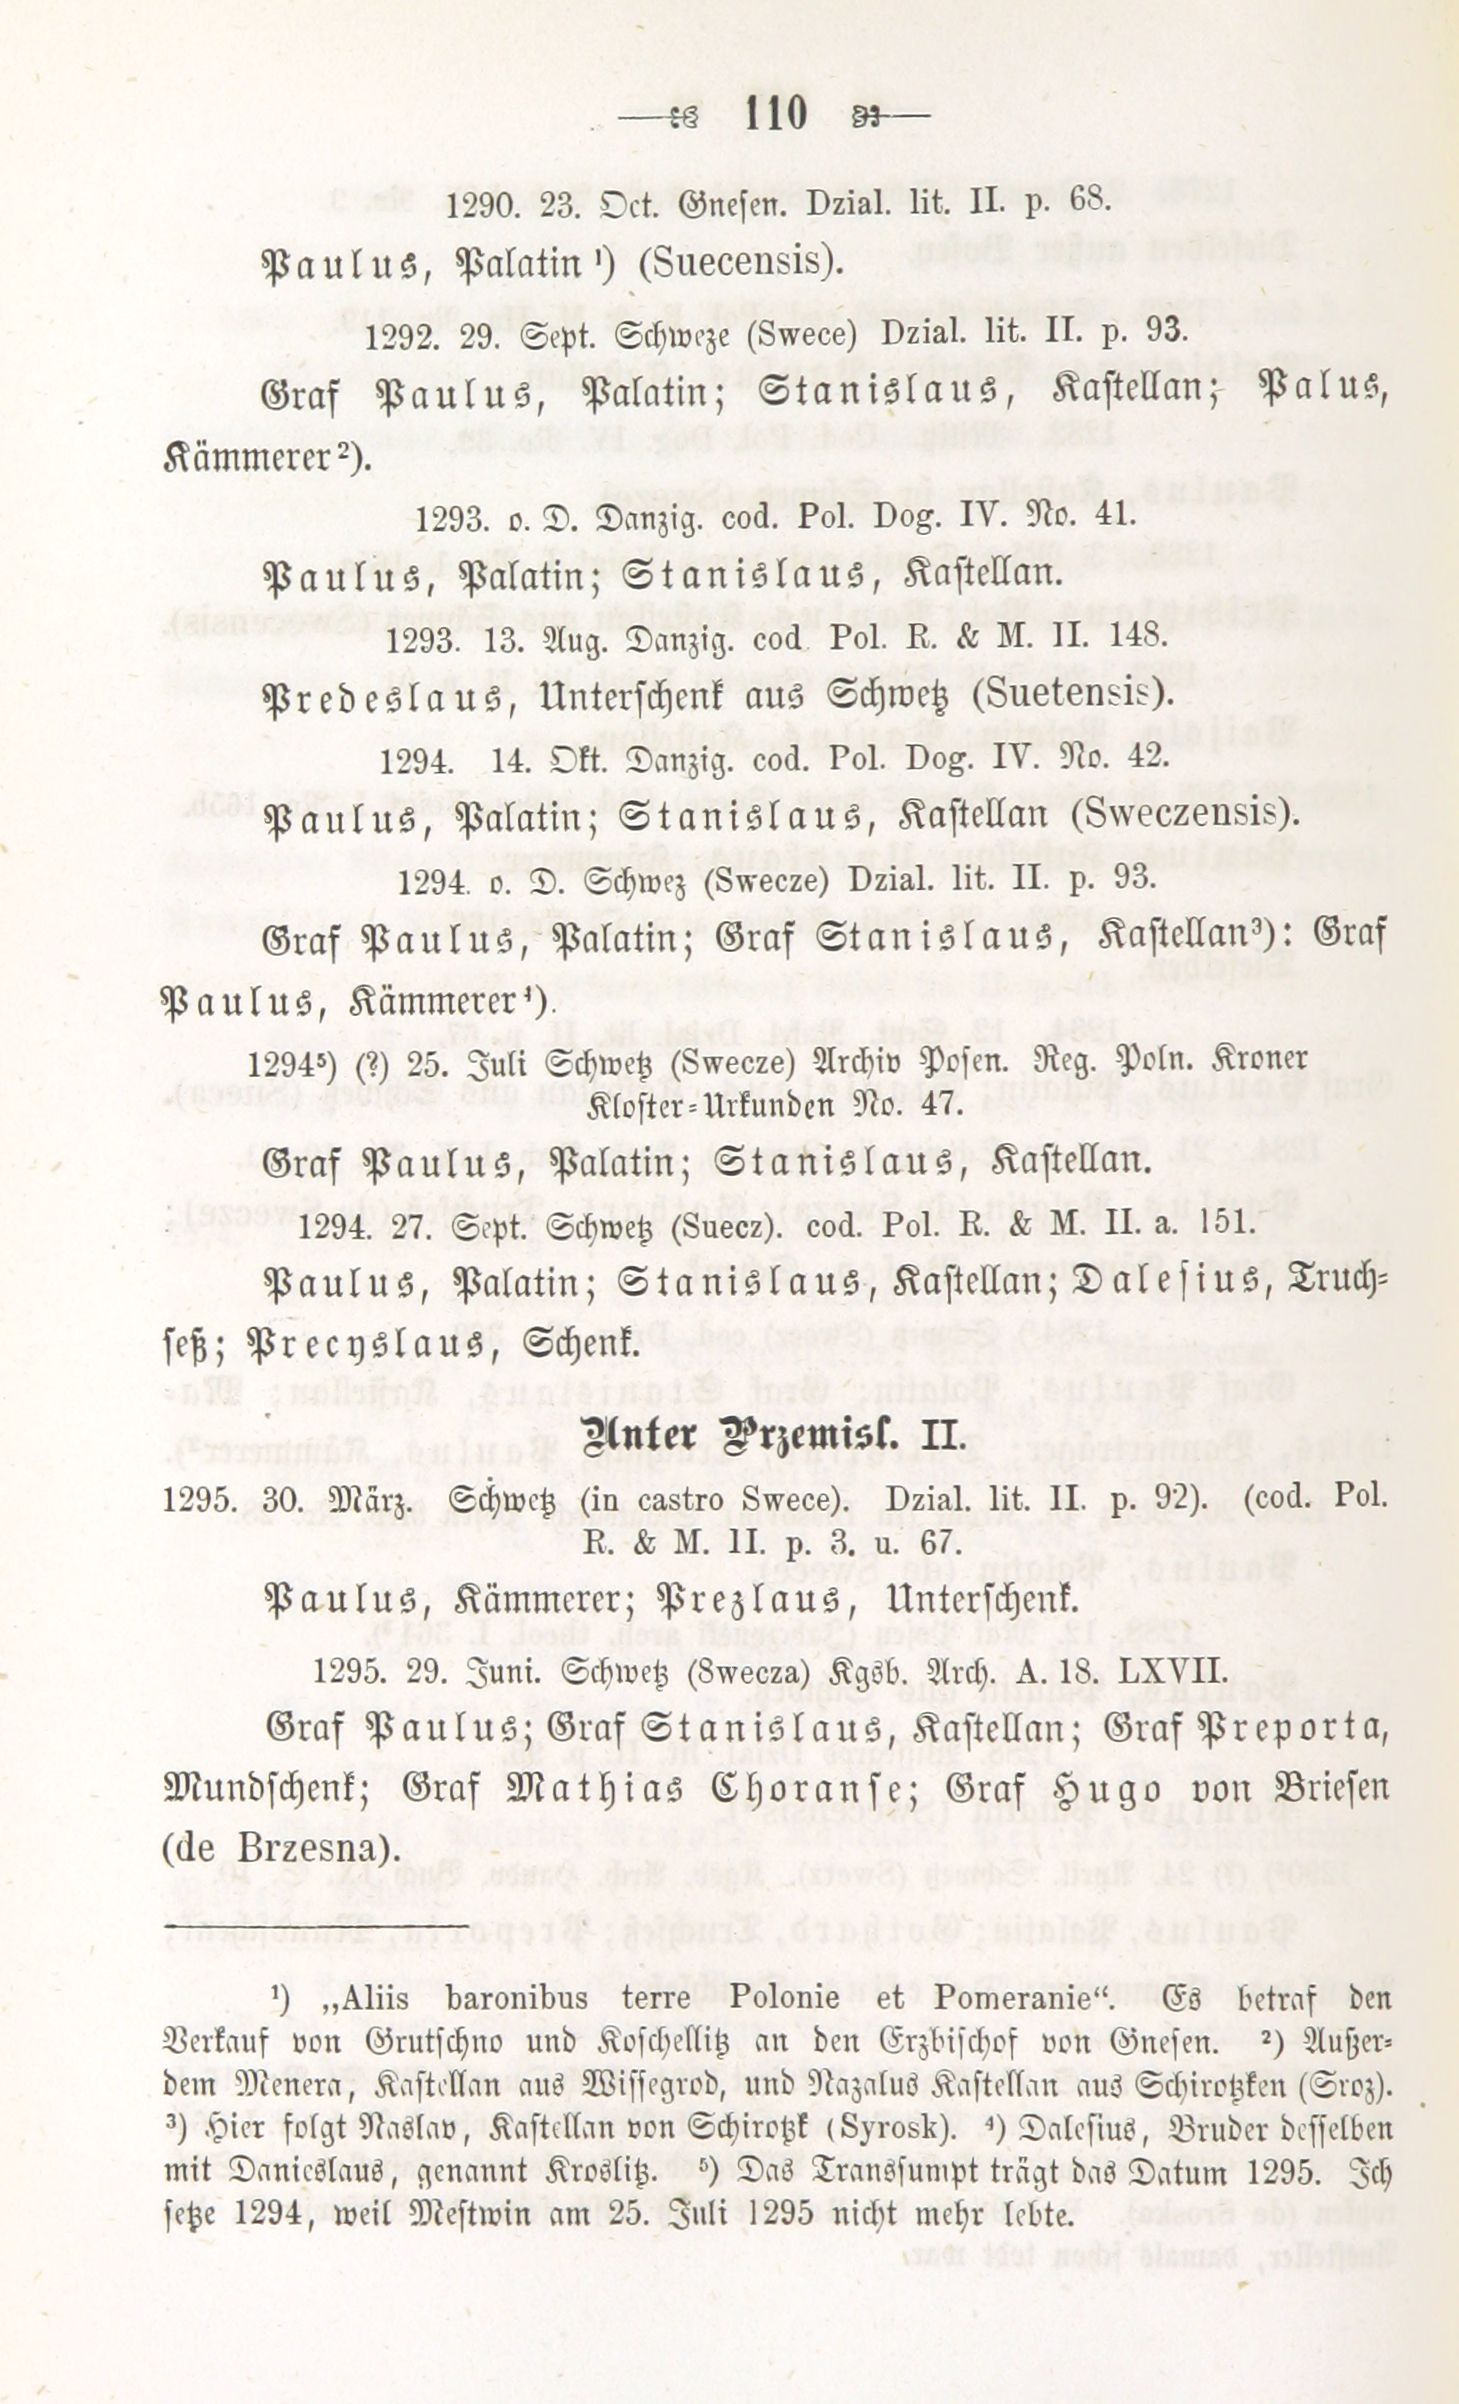 110
1290. 23. Oct. Gnesen. Dzial. lit. II. p. 68.
Paulus, Palatin ¹) (Suecensis).
1292. 29. Sept. Schweze (Swece) Dzial. lit. II. p. 93.
Graf Paulus, Palatin; Stanislaus, Kastellan; Palus,
Kämmerer ²).
1293. o. D. Danzig. cod. Pol. Dog. IV. No. 41.
Paulus, Palatin; Stanislaus, Kastellan.
1293. 13. Aug. Danzig. cod. Pol. R. & M. II. 148.
Predeslaus, Unterschenk aus Schwetz (Suetensis).
1294. 14. Okt. Danzig. cod. Pol. Dog. IV. No. 42.
Paulus, Palatin; Stanislaus, Kastellan (Sweczensis).
1294. o. D. Schwez (Swecze) Dzial. lit. II. p. 93.
Graf Paulus, Palatin; Graf Stanislaus, Kastellan³): Graf
Paulus, Kämmerer⁴).
1294⁵) (?) 25. Juli Schwetz (Swecze) Archiv Posen. Reg. Poln. Kroner
Kloster-Urkunden No. 47.
Graf Paulus, Palatin; Stanislaus, Kastellan.
1294. 27. Sept. Schwetz (Suecz). cod. Pol. R. & M. II. a. 151.
Paulus, Palatin; Stanislaus, Kastellan; Dalesius, Truch-
seß; Precyslaus, Schenk.
Unter Przemisl. II.
1295. 30. März. Schwetz (in castro Swece). Dzial. lit. II. p. 92). (cod. Pol.
R. & M. II. p. 3. u. 67.
Paulus, Kämmerer; Prezlaus, Unterschenk.
1295. 29. Juni. Schwetz (Swecza) Kgsb. Arch. A. 18. LXVII.
Graf Paulus; Graf Stanislaus, Kastellan; Graf Preporta,
Mundschenk; Graf Mathias Choranse; Graf Hugo von Briesen
(de Brzesna).
¹) „Aliis baronibus terre Polonie et Pomeranie“. Es betraf den
Verkauf von Grutschno und Koschellitz an den Erzbischof von Gnesen. ²) Außer-
dem Menera, Kastellan aus Wissegrod, und Nazalus Kastellan aus Schirotzken (Sroz).
³) Hier folgt Naslav, Kastellan von Schirotzk (Syrosk). ⁴) Dalesius, Bruder desselben
mit Danieslaus, genannt Kroslitz. ⁵) Das Transsumpt trägt das Datum 1295. Ich
setze 1294, weil Mestwin am 25. Juli 1295 nicht mehr lebte.